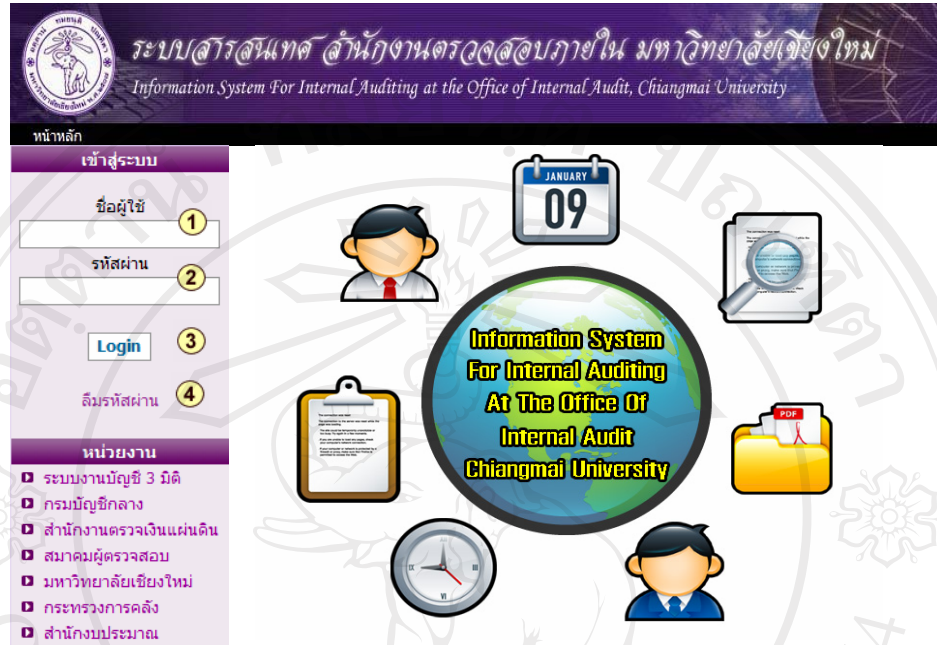 ระบบสารสนเทศ สำนักงานตรวจสอบภายใน มหาวิทยาลัยเชียงใหม่
Information System For Internal Auditing at the Office of Internal Audit, Chiangmai University
หน้าหลัก
เข้าสู่ระบบ
ชื่อผู้ใช้
1
รหัสผ่าน
2
Login
3
ลืมรหัสผ่าน
4
หน่วยงาน
ระบบงานบัญชี 3 มิติ
กรมบัญชีกลาง
สำนักงานตรวจเงินแผ่นดิน
สมาคมผู้ตรวจสอบ
มหาวิทยาลัยเชียงใหม่
กระทรวงการคลัง
สำนักงบประมาณ
JANUARY
09
Information System
For Internal Auditing
At The Office Of
Internal Audit
Chiangmai University
PDF